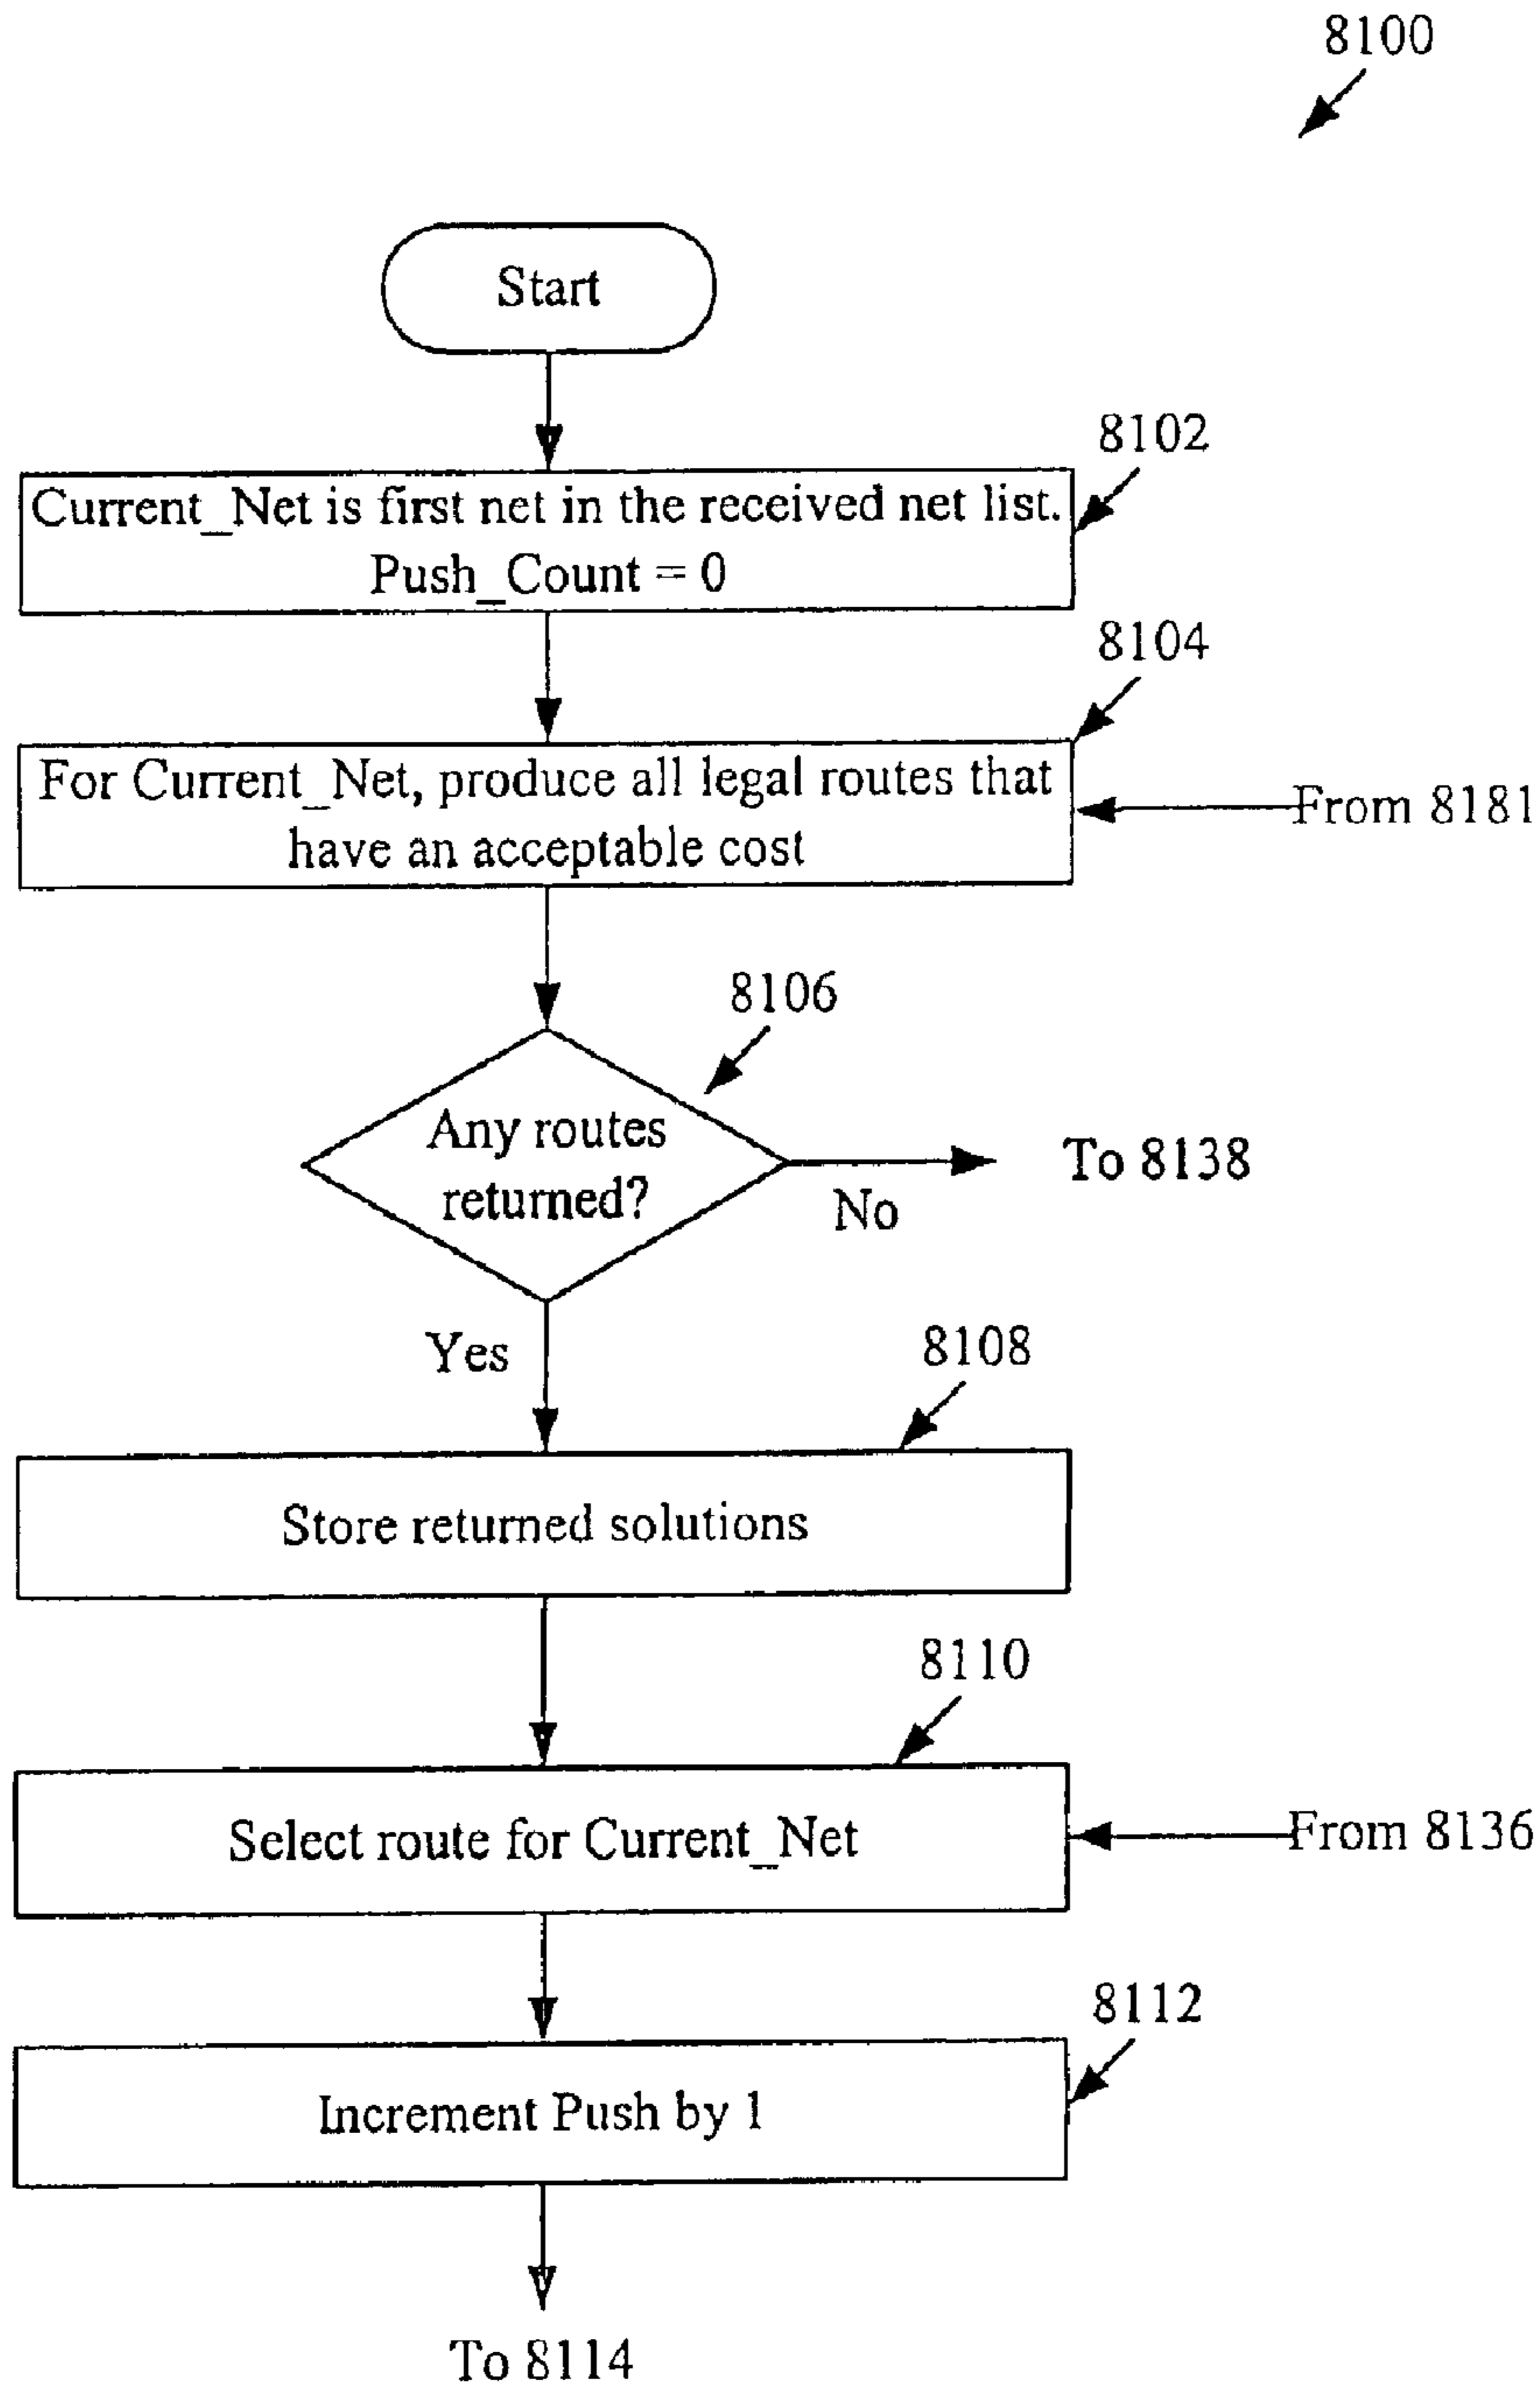 8100
Start
8102
Current_Net is first net in the received net list.
Push_Count = 0
8104
For Current_Net, produce all legal routes that
have an acceptable cost
From 8181
8106
Any routes
returned?
To 8138
No
Yes
8108
Store returned solutions
8110
Select route for Current_Net
From 8136
8112
Increment Push by 1
To 8114